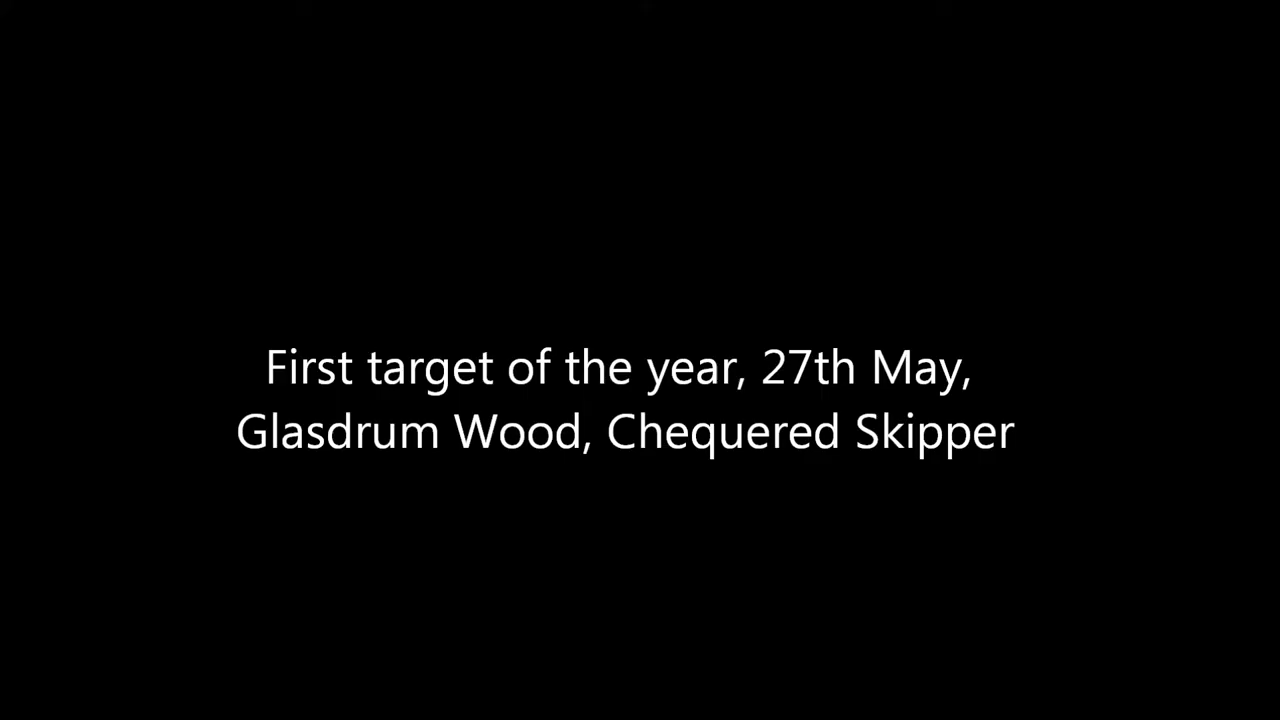 First target of the year, 27th May,
Glasdrum Wood, Chequered Skipper